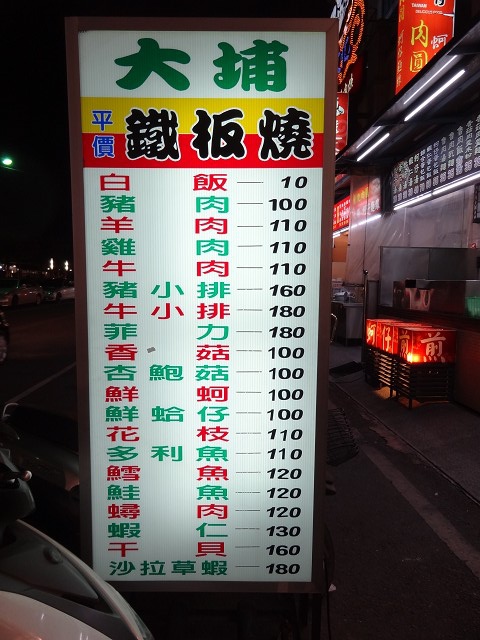 大埔
平價 鐵板燒
白飯 10
豬肉 100
羊肉 110
雞肉 110
牛肉 110
豬小排 160
牛小排 180
菲力 180
香菇 100
杏鮑菇 100
鮮蚵 100
鮮蛤仔 100
花枝 110
多利魚 110
鱈魚 120
鮭魚 120
蟳肉 120
蝦仁 130
干貝 160
沙拉草蝦 180
肉圓
蚵仔煎 煎